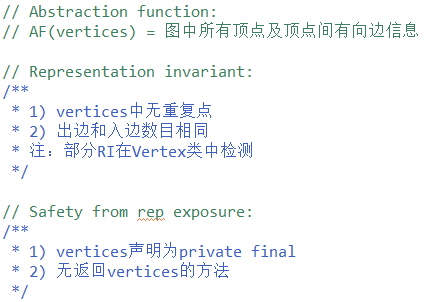 // Abstraction function:
// AF(vertices) = 图中所有顶点及顶点间有向边信息
// Representation invariant:
/**
* 1) vertices中无重复点
* 2) 出边和入边数目相同
* 注: 部分RI在Vertex类中检测
*/
// Safety from rep exposure:
/**
* 1) vertices声明为private final
* 2) 无返回vertices的方法
*/